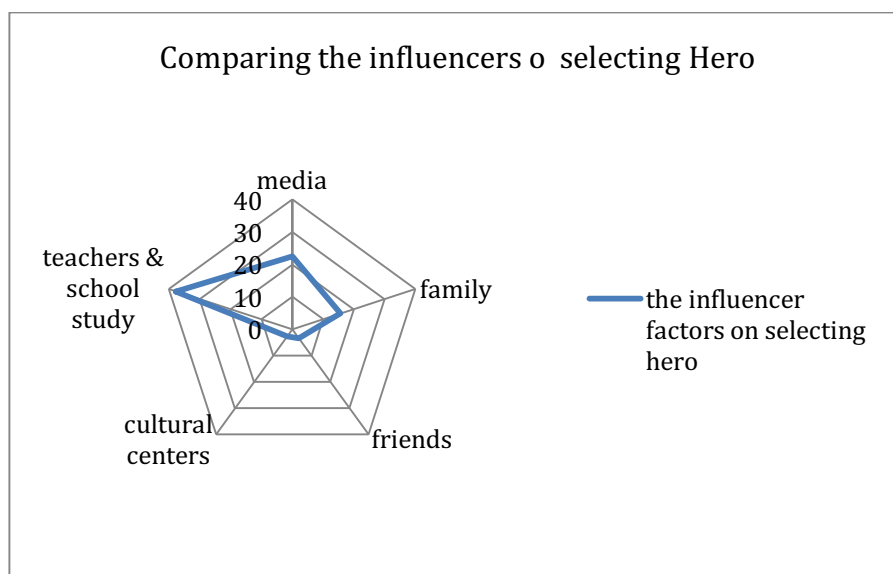 Comparing the influencers o  selecting Hero
media
40
30
20
10
0
family
friends
cultural
centers
teachers &
school
study
the influencer
factors on selecting
hero